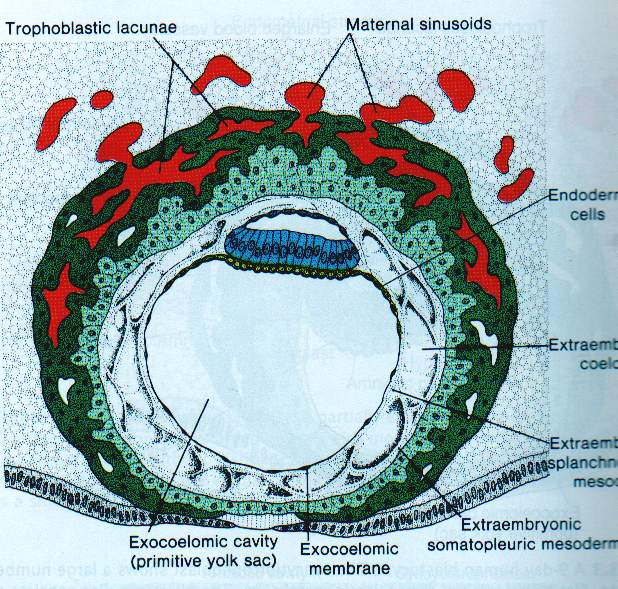 Trophoblastic lacunae
Maternal sinusoids
Endoderm
cells
Extraemb
coelo
Extraemb
splanchn
meso
Extraembryonic
somatopleuric mesoderm
Exocoelomic cavity
(primitive yolk sac)
Exocoelomic
membrane